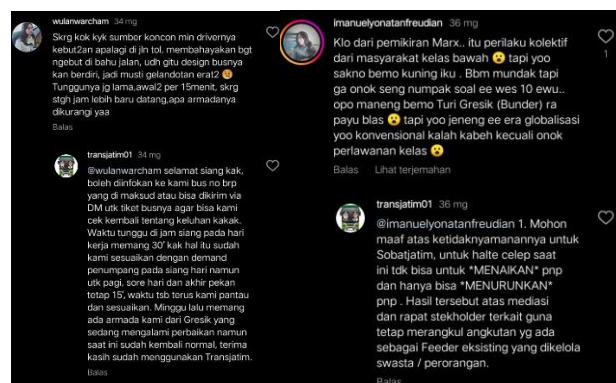 wulanwarcham 34 mg
Skrg kok kyk sumber koncol min drivernya
kebut2an apalagi di jln tol, membahayakan bgt
ngebut di bahu jalan, udh gitu design busnya
kan berdiri, jadi musti gelandotan erat2 🥲
Tunggunya jg lama,awal2 per 15menit, skrg
stgh jam lebih baru datang,apa armadanya
dikurangi yaa
Balas
transjatim01 34 mg
@wulanwarcham selamat siang kak,
boleh diinfokan ke kami bus no brp
yang di maksud atau bisa dikirim via
DM utk tiket busnya agar bisa kami
cek kembali tentang keluhan kakak.
Waktu tunggu di jam siang pada hari
kerja memang 30' kak hal itu sudah
kami sesuaikan dengan demand
penumpang pada siang hari namun
utk pagi, sore hari dan akhir pekan
tetap 15', waktu tsb terus kami pantau
dan sesuaikan. Minggu lalu memang
ada armada kami dari Gresik yang
sedang mengalami perbaikan namun
saat ini sudah kembali normal, terima
kasih sudah menggunakan Transjatim.
Balas
imanuelyonatanfreudian 36 mg
Klo dari pemikiran Marx.. itu perilaku kolektif
dari masyarakat kelas bawah 😮 tapi yoo
sakno bemo kuning iku . Bbm mundak tapi
ga onok seng numpak soal ee wes 10 ewu..
opo maneng bemo Turi Gresik (Bunder) ra
payu blas 😮 tapi yoo jeneng ee era globalisasi
yoo konvensional kalah kabeh kecuali onok
perlawanan kelas 😮
1
Balas Lihat terjemahan
transjatim01 36 mg
@imanuelyonatanfreudian 1. Mohon
maaf atas ketidaknyamanannya untuk
Sobatjatim, untuk halte celep saat
ini tdk bisa untuk *MENAIKAN* pnp
dan hanya bisa *MENURUNKAN*
pnp . Hasil tersebut atas mediasi
dan rapat stekholder terkait guna
tetap merangkul angkutan yg ada
sebagai Feeder eksisting yang dikelola
swasta / perorangan.
Balas